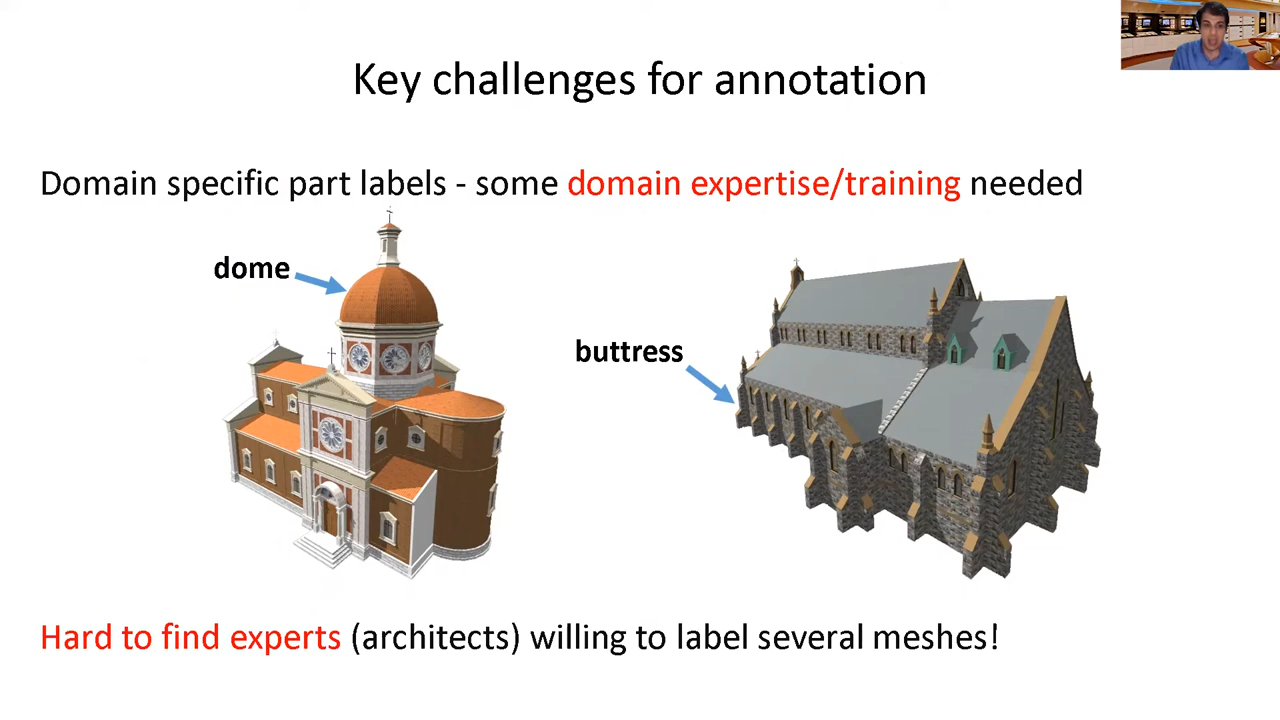 Key challenges for annotation
Domain specific part labels - some domain expertise/training needed
dome
buttress
Hard to find experts (architects) willing to label several meshes!